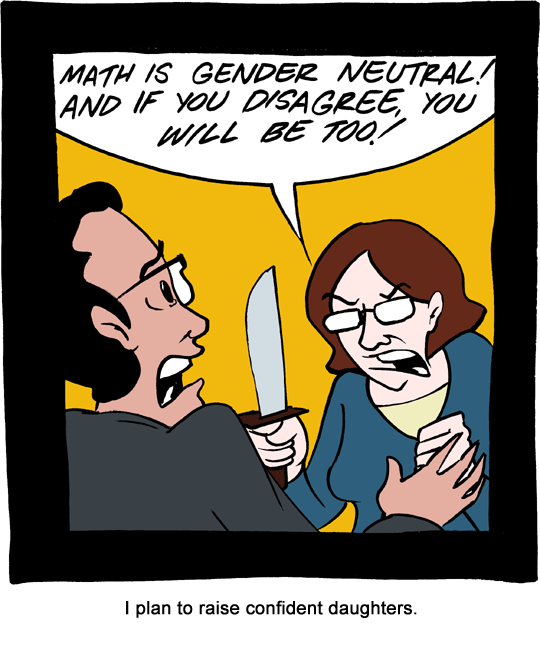 MATH IS GENDER NEUTRAL!
AND IF YOU DISAGREE, YOU
WILL BE TOO!
I plan to raise confident daughters.